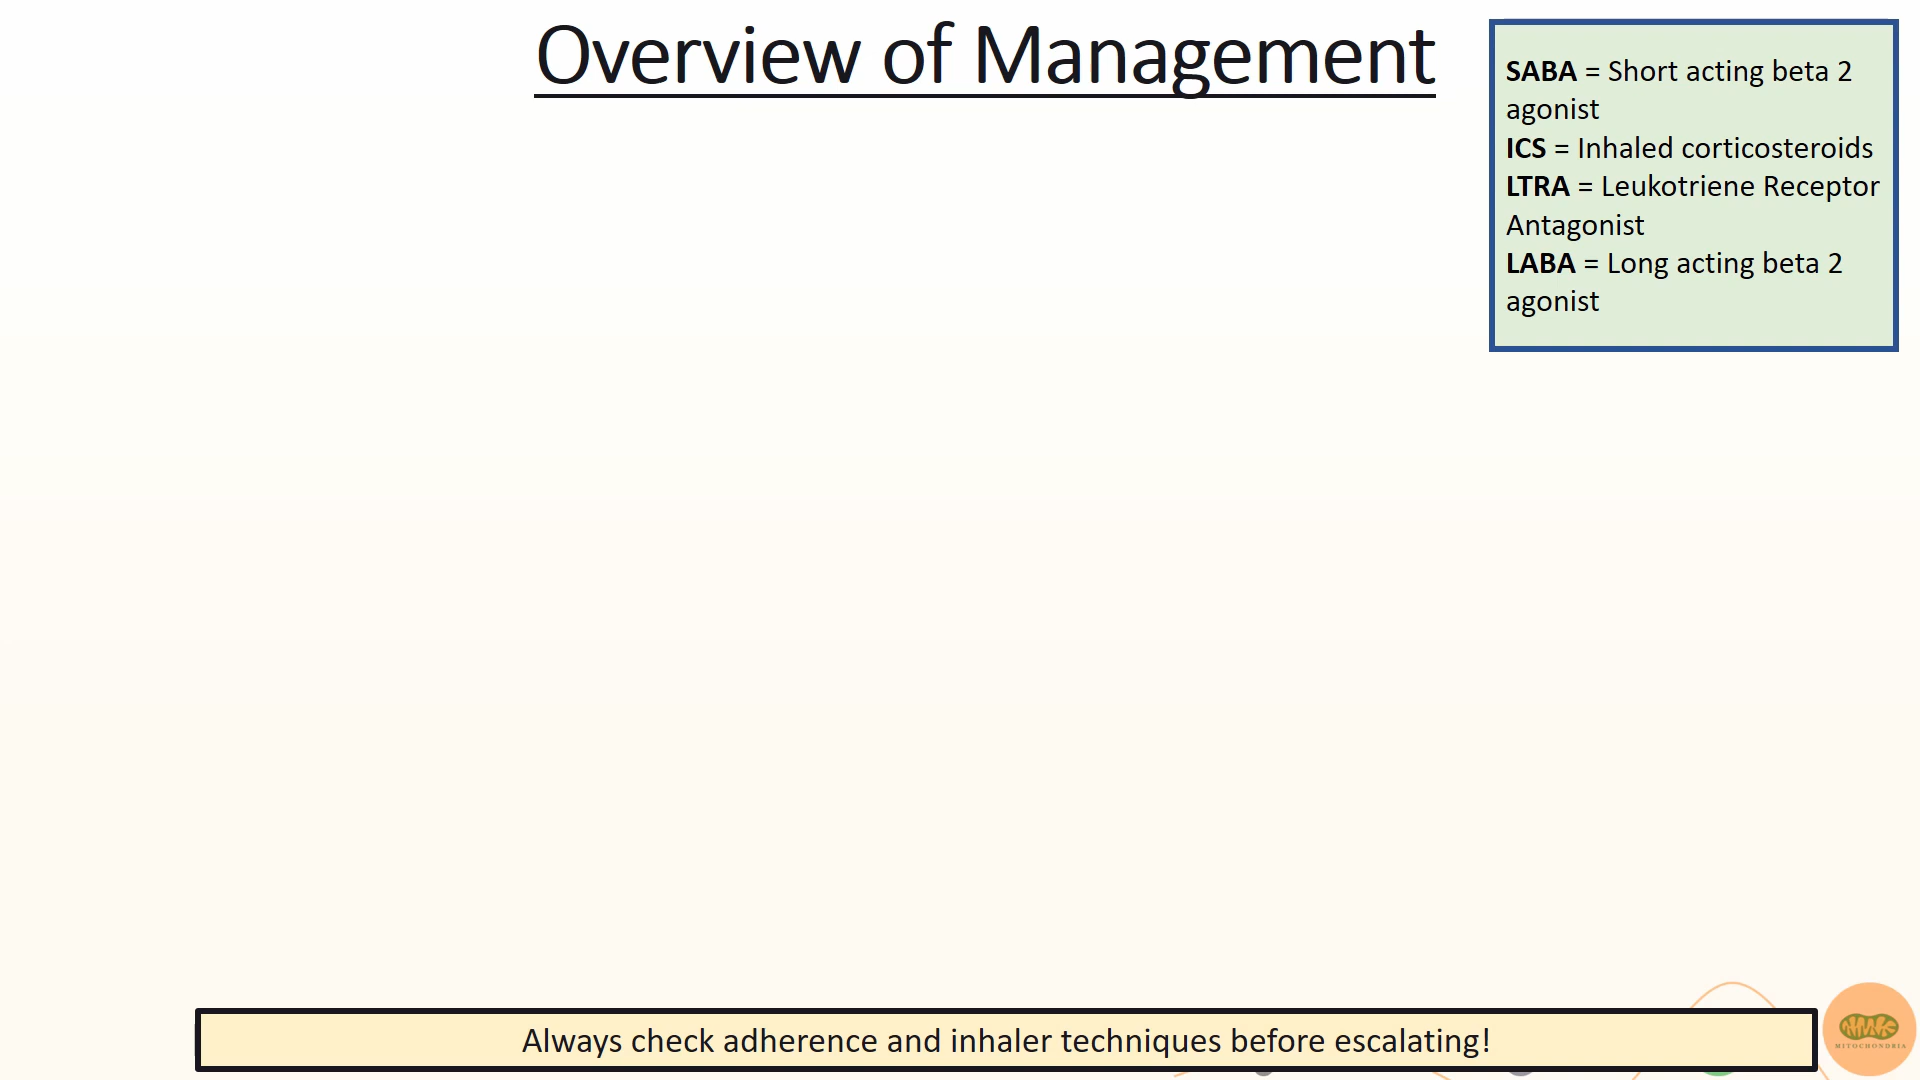 Overview of Management
SABA = Short acting beta 2
agonist
ICS = Inhaled corticosteroids
LTRA = Leukotriene Receptor
Antagonist
LABA = Long acting beta 2
agonist
Always check adherence and inhaler techniques before escalating!
MITOCHONDRIA